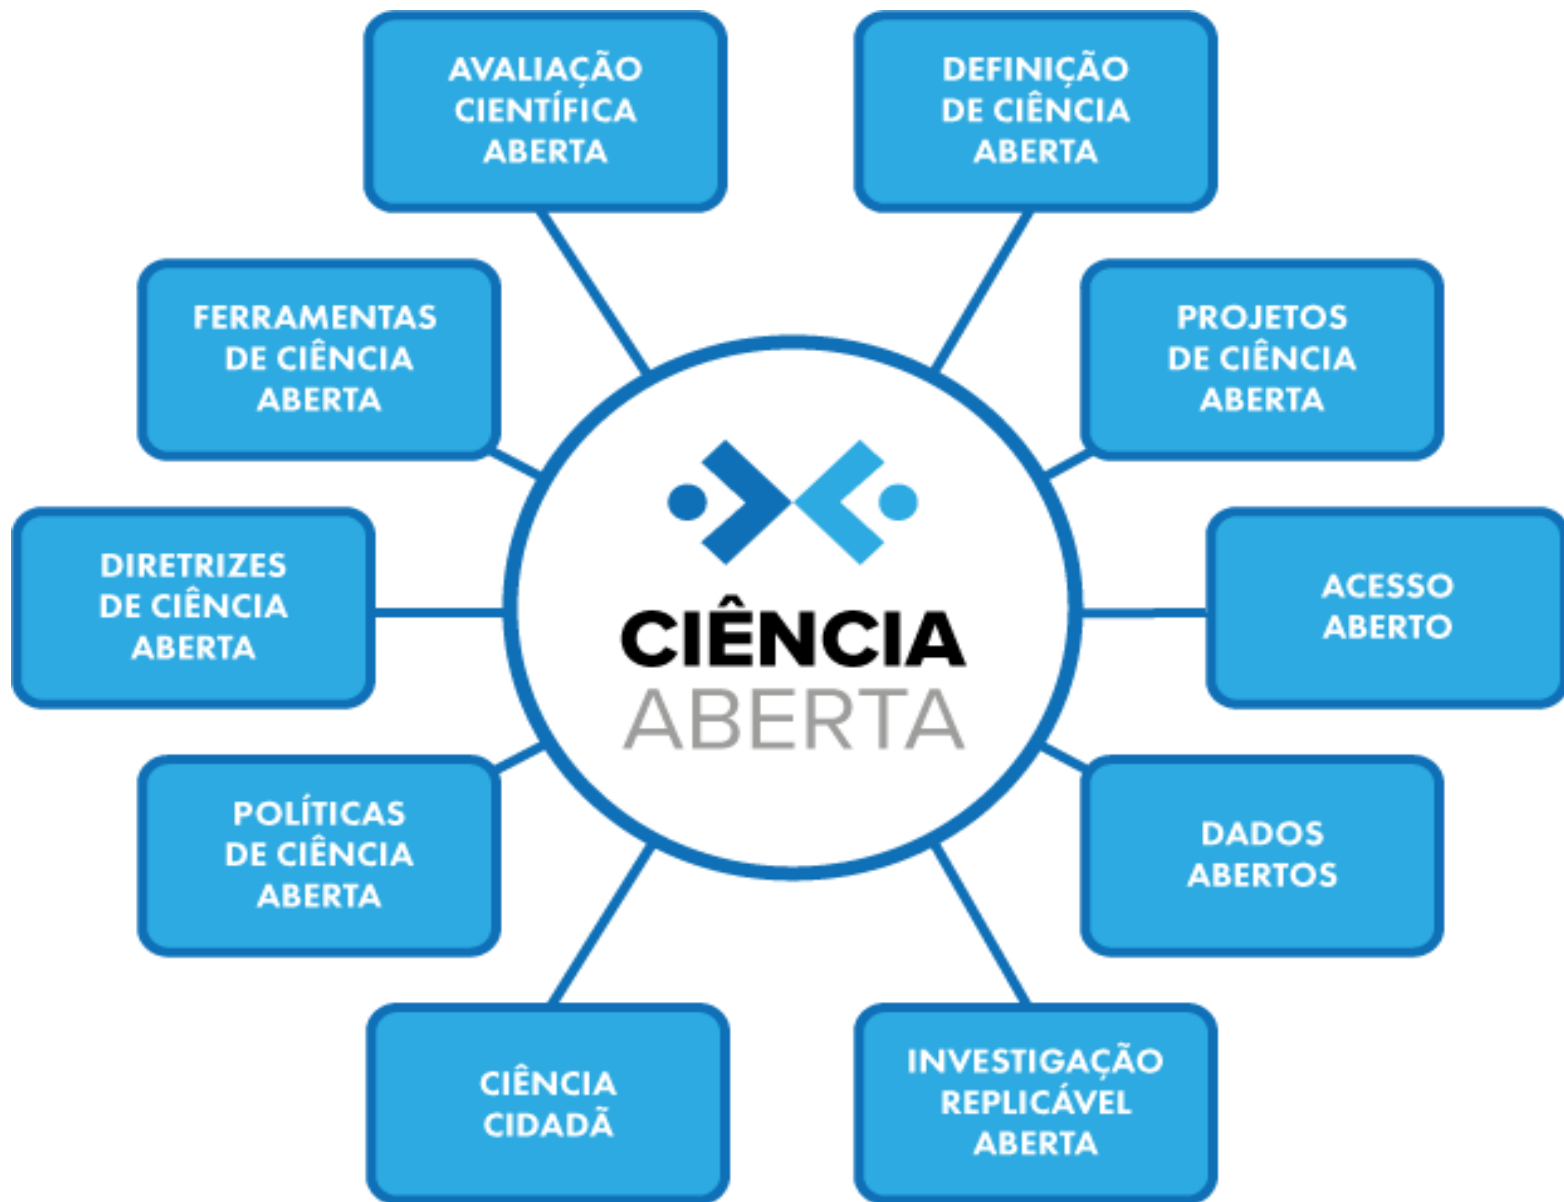 AVALIAÇÃO
CIENTÍFICA
ABERTA
DEFINIÇÃO
DE CIÊNCIA
ABERTA
FERRAMENTAS
DE CIÊNCIA
ABERTA
PROJETOS
DE CIÊNCIA
ABERTA
DIRETRIZES
DE CIÊNCIA
ABERTA
CIÊNCIA
ABERTA
ACESSO
ABERTO
POLÍTICAS
DE CIÊNCIA
ABERTA
DADOS
ABERTOS
CIÊNCIA
CIDADÃ
INVESTIGAÇÃO
REPLICÁVEL
ABERTA